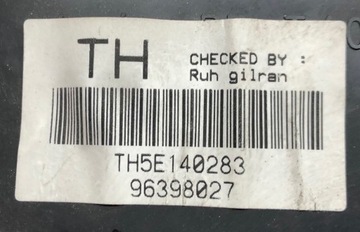 TH
CHECKED BY :
Ruh gilran
TH5E140283
96398027